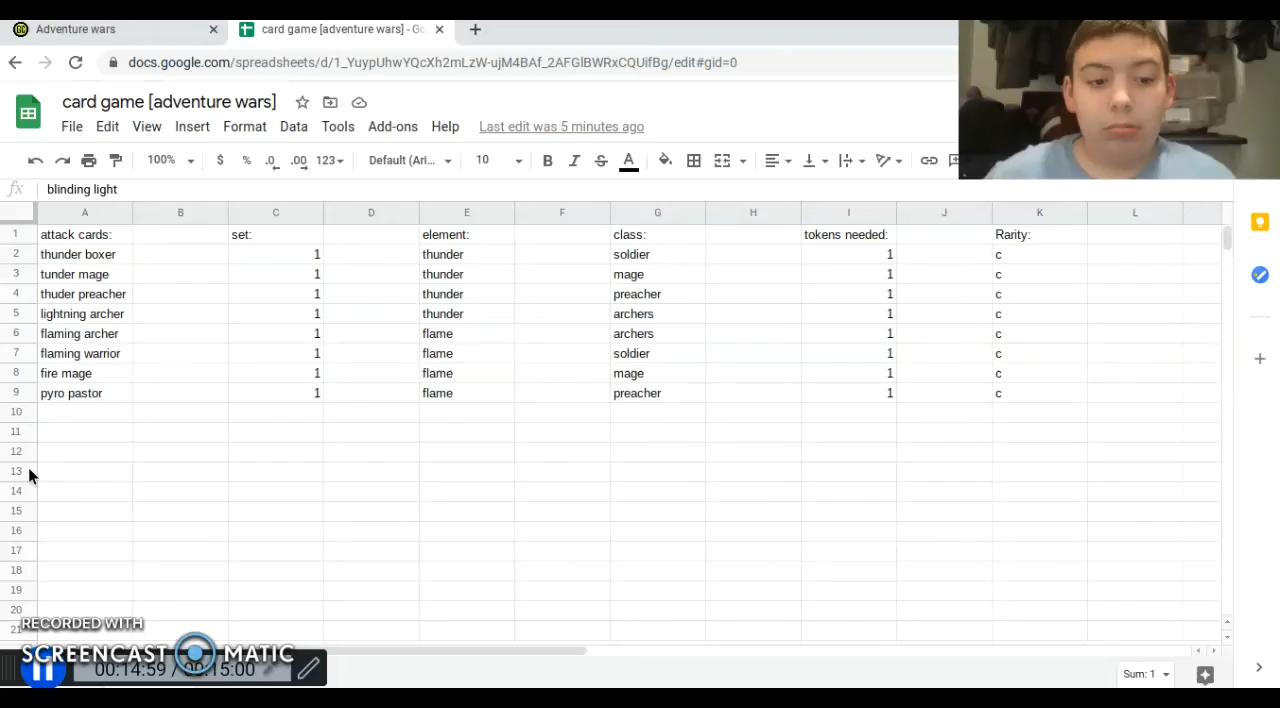 Adventure wars
card game [adventure wars] - Go
docs.google.com/spreadsheets/d/1_YuypUhwYQcXh2mLzW-ujM4BAf_2AFGlBWRxCQUifBg/edit#gid=0
card game [adventure wars]
File Edit View Insert Format Data Tools Add-ons Help Last edit was 5 minutes ago
100% $ % .0 .00 123 Default (Ari... 10 B I S A
fx blinding light
A B C D E F G H I J K L
1 attack cards: set: element: class: tokens needed: Rarity:
2 thunder boxer 1 thunder soldier 1 c
3 tunder mage 1 thunder mage 1 c
4 thuder preacher 1 thunder preacher 1 c
5 lightning archer 1 thunder archers 1 c
6 flaming archer 1 flame archers 1 c
7 flaming warrior 1 flame soldier 1 c
8 fire mage 1 flame mage 1 c
9 pyro pastor 1 flame preacher 1 c
10
11
12
13
14
15
16
17
18
19
20
21
RECORDED WITH
SCREENCAST MATIC
00:14:59 / 00:15:00
Sum: 1